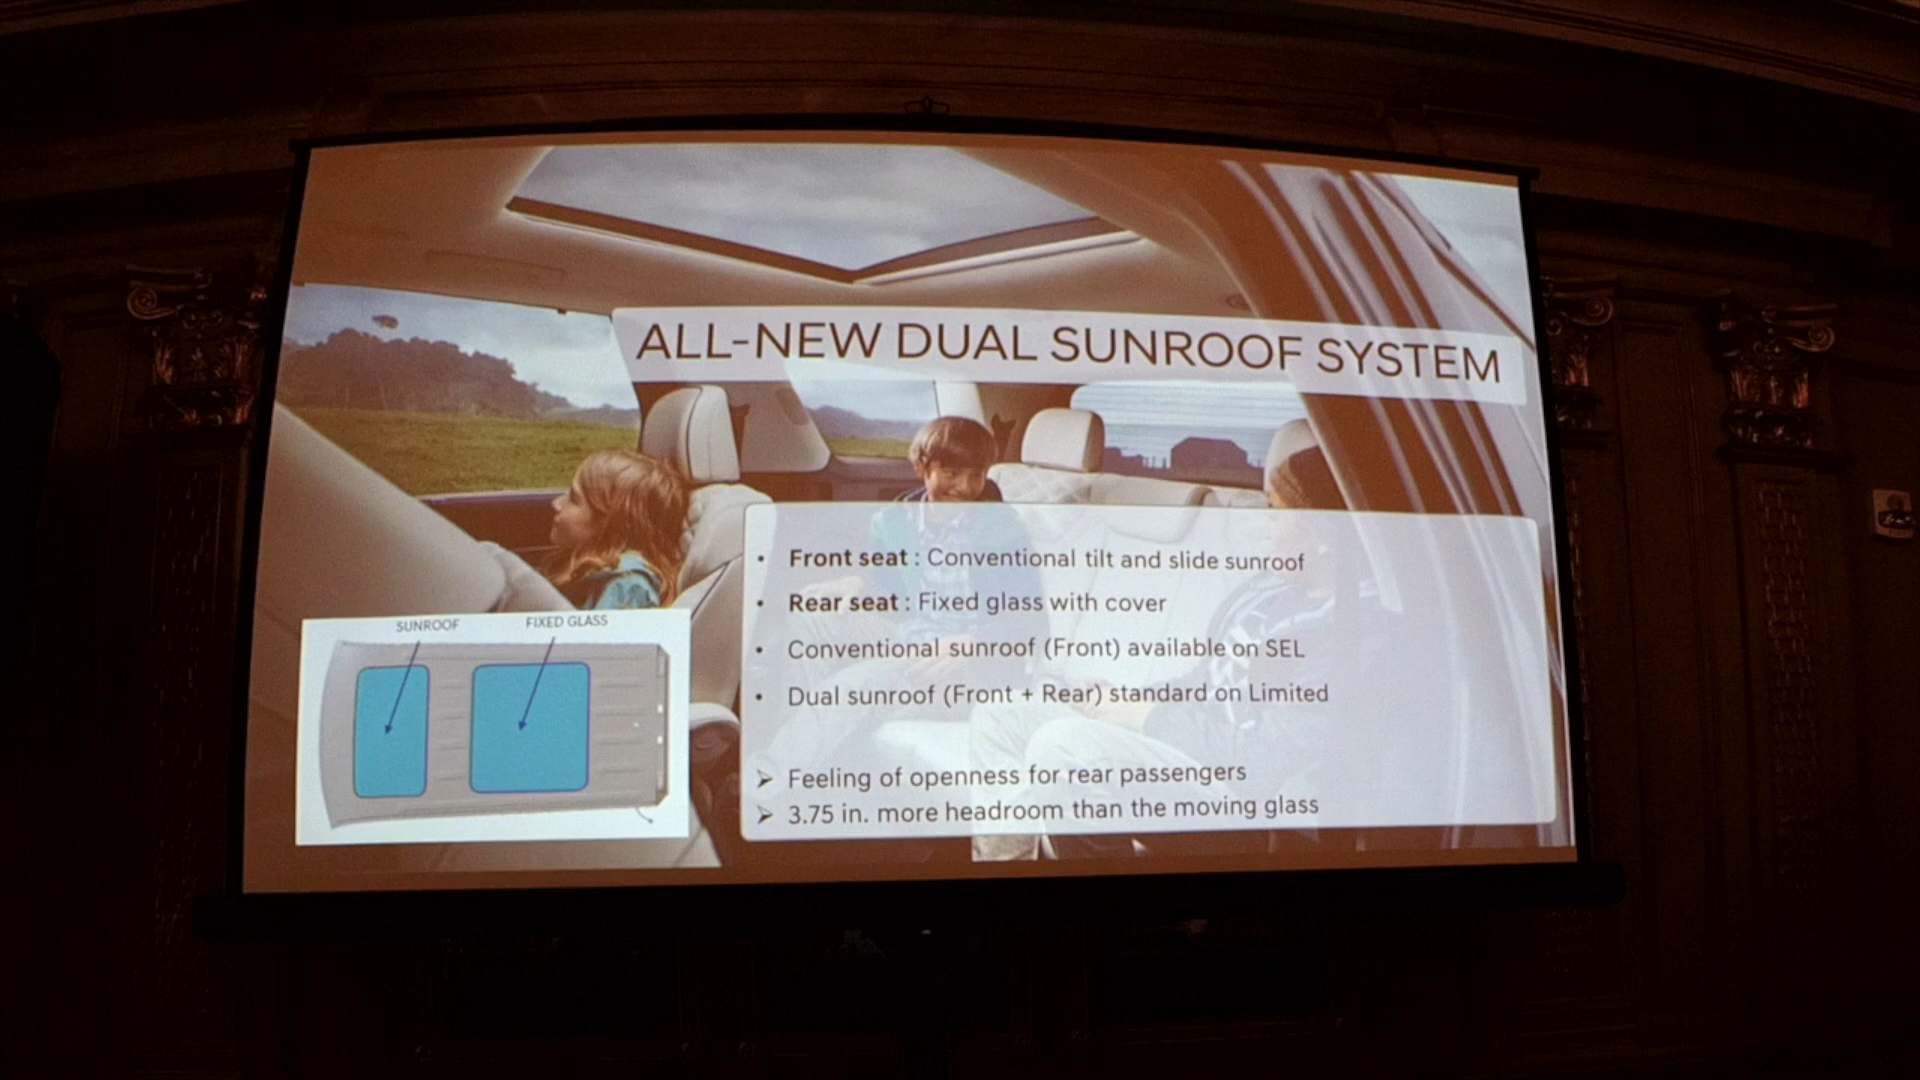 ALL-NEW DUAL SUNROOF SYSTEM
• Front seat : Conventional tilt and slide sunroof
• Rear seat : Fixed glass with cover
• Conventional sunroof (Front) available on SEL
• Dual sunroof (Front + Rear) standard on Limited
➢ Feeling of openness for rear passengers
➢ 3.75 in. more headroom than the moving glass
SUNROOF
FIXED GLASS